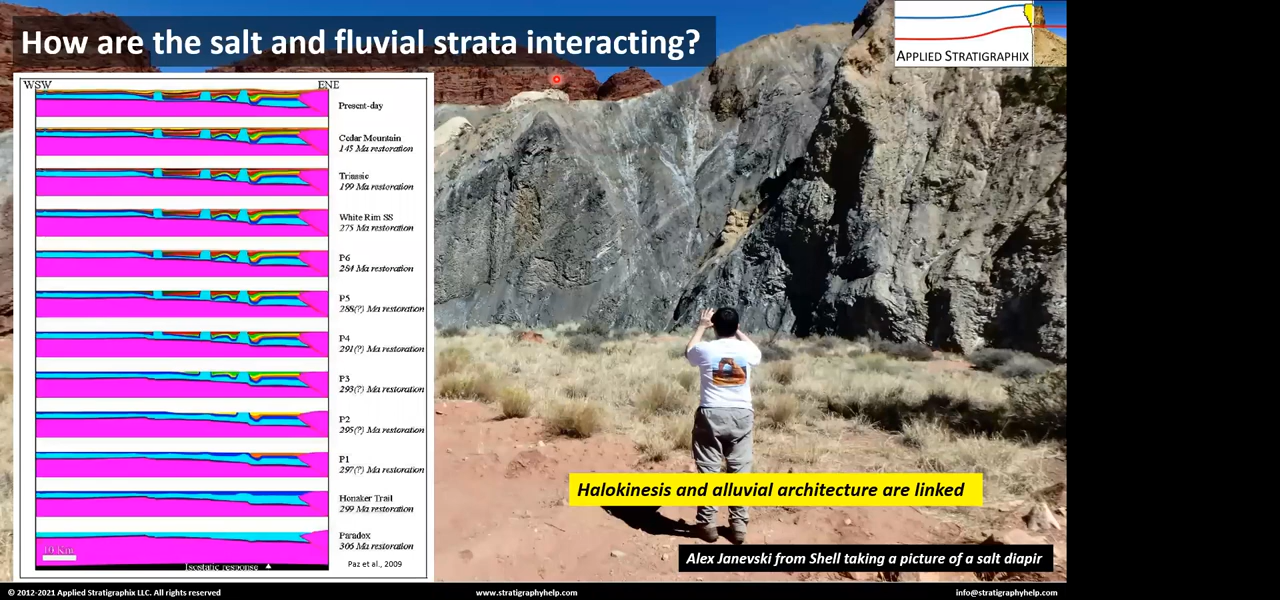 How are the salt and fluvial strata interacting?
APPLIED STRATIGRAPHIX
WSW
ENE
Present-day
Cedar Mountain
145 Ma restoration
Triassic
199 Ma restoration
White Rim SS
275 Ma restoration
P6
284 Ma restoration
P5
288(?) Ma restoration
P4
291(?) Ma restoration
P3
293(?) Ma restoration
P2
295(?) Ma restoration
P1
297(?) Ma restoration
Honaker Trail
299 Ma restoration
Paradox
306 Ma restoration
10 Km
Isostatic response
Paz et al., 2009
Halokinesis and alluvial architecture are linked
Alex Janevski from Shell taking a picture of a salt diapir
© 2012-2021 Applied Stratigraphix LLC. All rights reserved
www.stratigraphyhelp.com
info@stratigraphyhelp.com